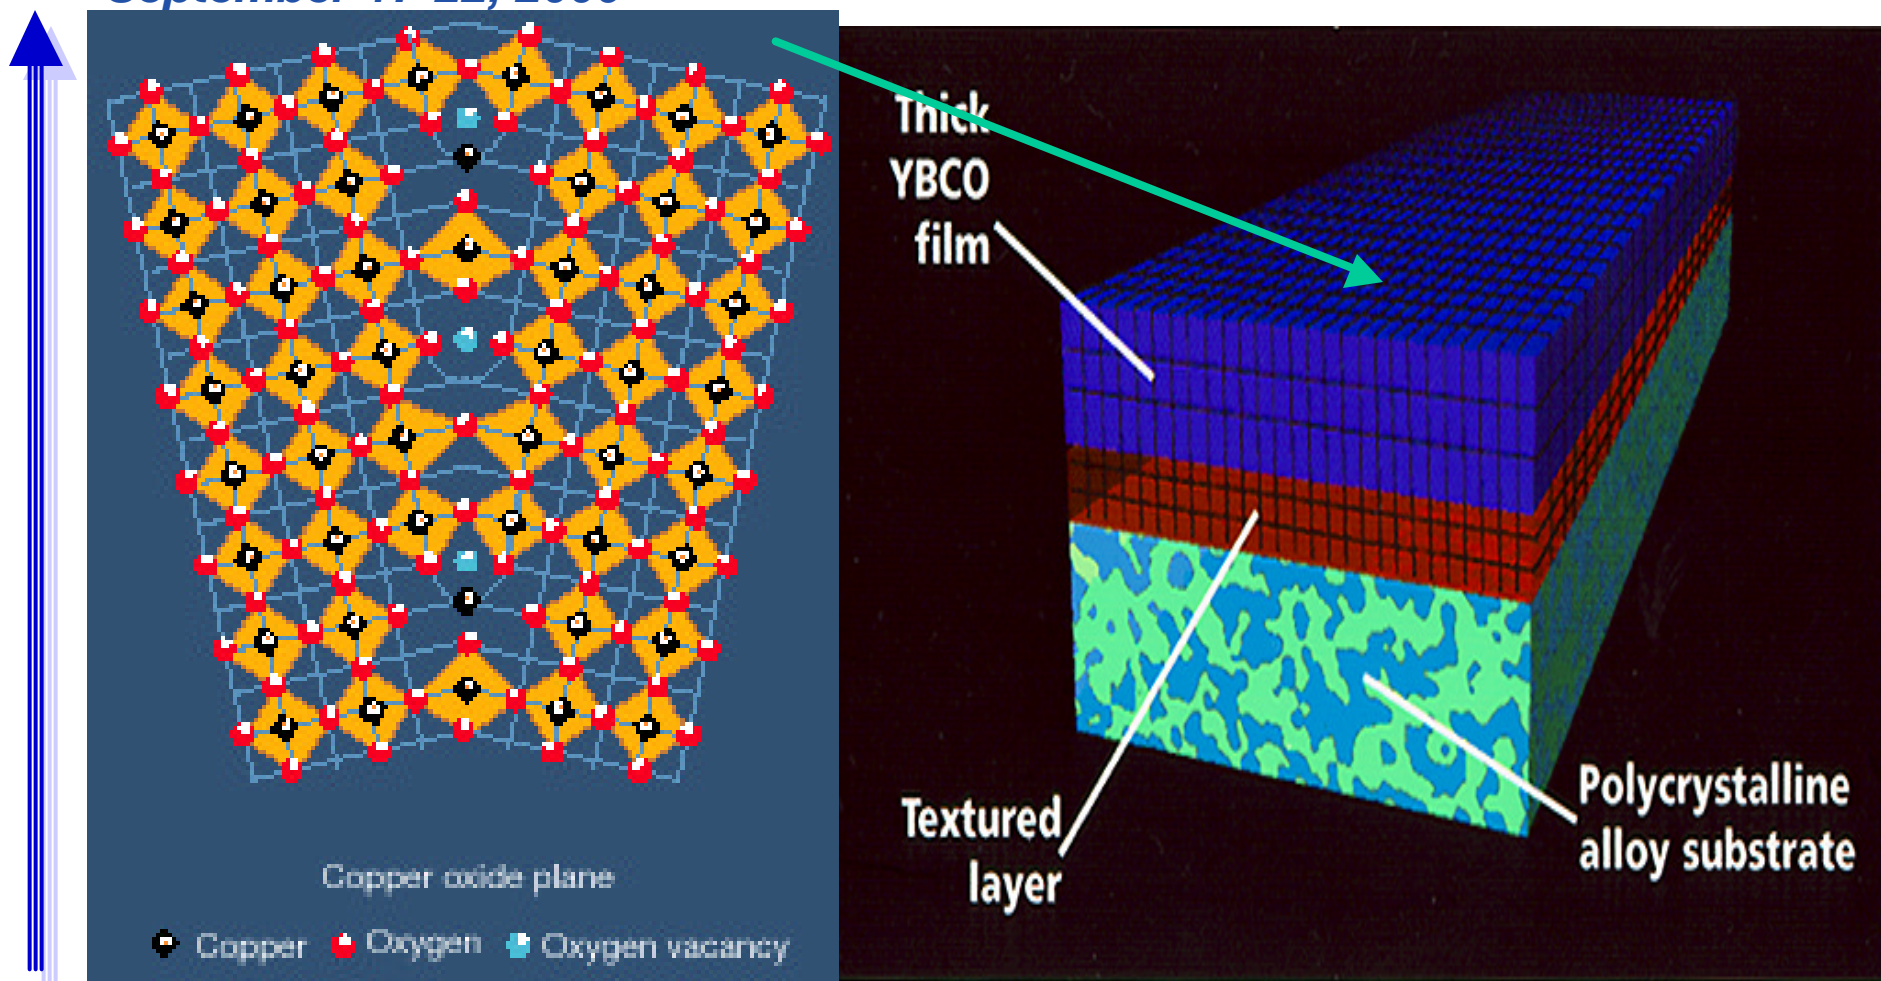 Thick
YBCO
film
Textured
layer
Polycrystalline
alloy substrate
Copper oxide plane
Copper
Oxygen
Oxygen vacancy